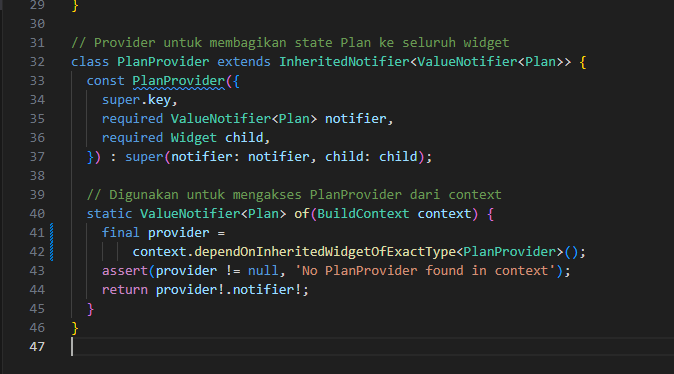 29 }
30
31 // Provider untuk membagikan state Plan ke seluruh widget
32 class PlanProvider extends InheritedNotifier<ValueNotifier<Plan>> {
33   const PlanProvider({
34     super.key,
35     required ValueNotifier<Plan> notifier,
36     required Widget child,
37   }) : super(notifier: notifier, child: child);
38
39   // Digunakan untuk mengakses PlanProvider dari context
40   static ValueNotifier<Plan> of(BuildContext context) {
41     final provider =
42         context.dependOnInheritedWidgetOfExactType<PlanProvider>();
43     assert(provider != null, 'No PlanProvider found in context');
44     return provider!.notifier!;
45   }
46 }
47